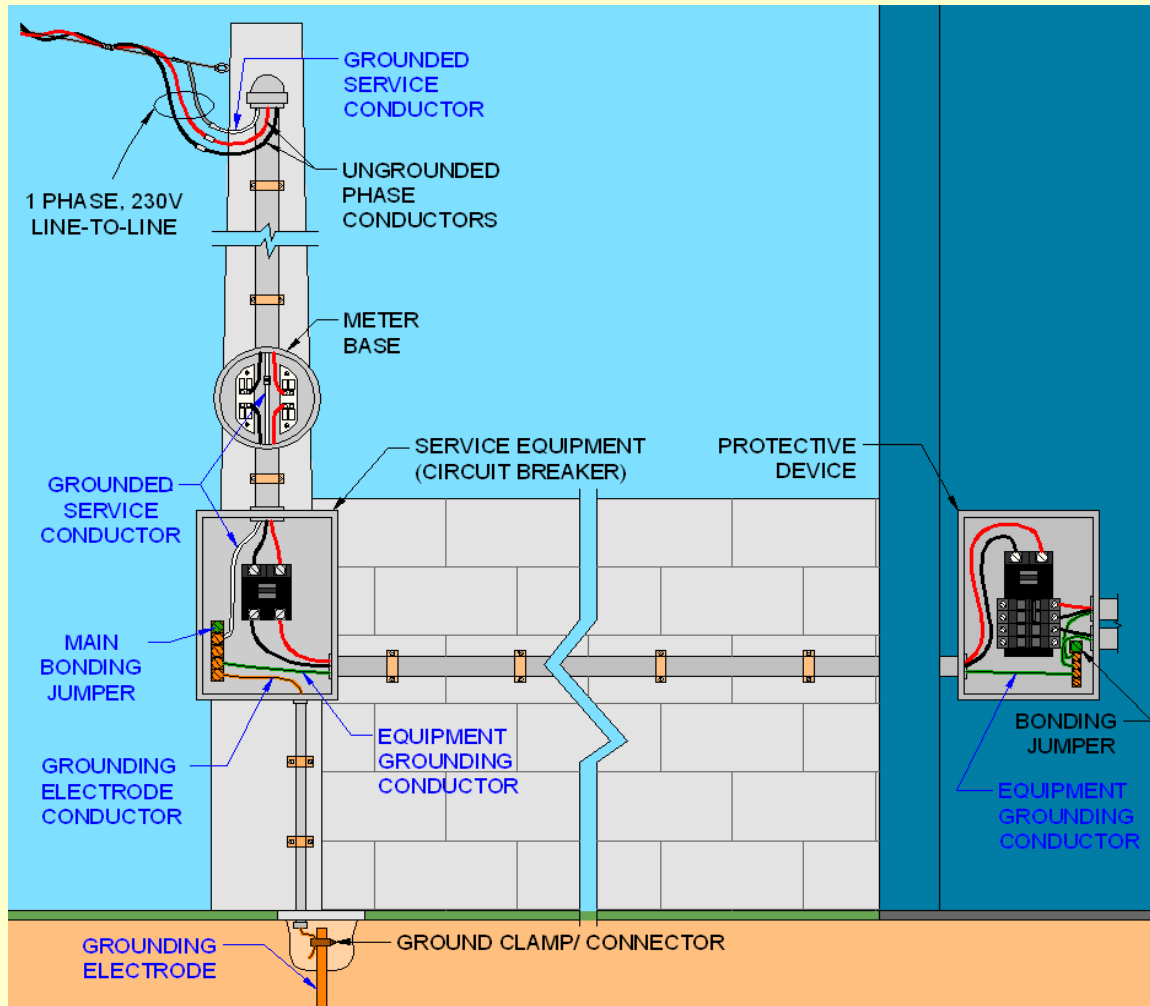 GROUNDED
SERVICE
CONDUCTOR
UNGROUNDED
PHASE
CONDUCTORS
1 PHASE, 230V
LINE-TO-LINE
METER
BASE
SERVICE EQUIPMENT
(CIRCUIT BREAKER)
PROTECTIVE
DEVICE
GROUNDED
SERVICE
CONDUCTOR
MAIN
BONDING
JUMPER
GROUNDING
ELECTRODE
CONDUCTOR
EQUIPMENT
GROUNDING
CONDUCTOR
BONDING
JUMPER
EQUIPMENT
GROUNDING
CONDUCTOR
GROUNDING
ELECTRODE
GROUND CLAMP/ CONNECTOR